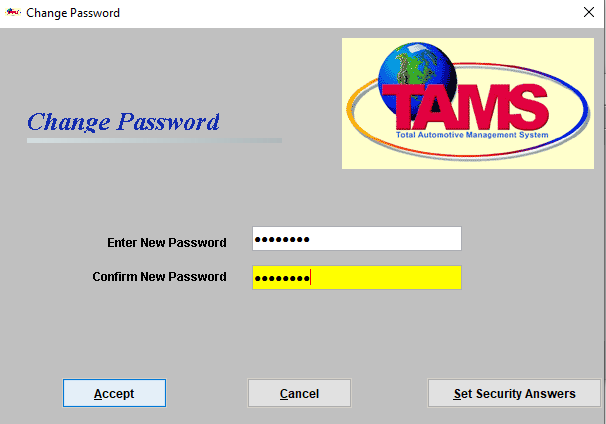 Change Password
TAMS
Total Automotive Management System
Change Password
Enter New Password
••••••••
Confirm New Password
••••••••
Accept
Cancel
Set Security Answers